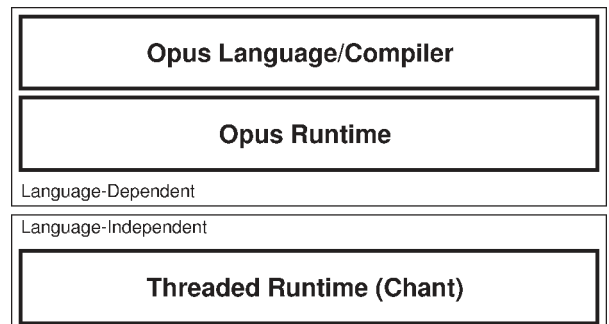 Opus Language/Compiler
Opus Runtime
Language-Dependent
Language-Independent
Threaded Runtime (Chant)